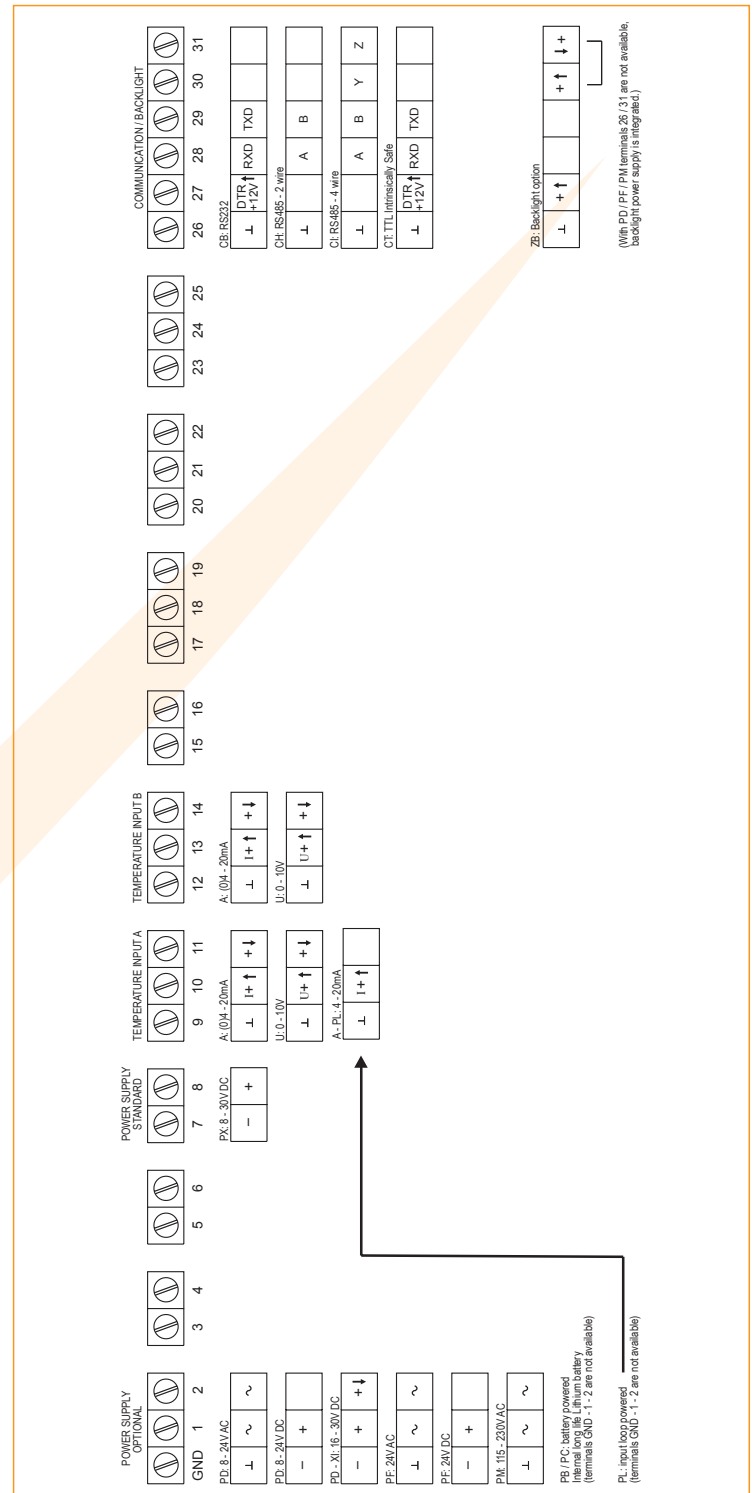 POWER SUPPLY
OPTIONAL
GND 1 2
PD: 8 - 24V AC
⊥ ~ ~
PD: 8 - 24V DC
− +
PD - XI: 16 - 30V DC
− + +↓
PF: 24V AC
⊥ ~ ~
PF: 24V DC
− +
PM: 115 - 230V AC
⊥ ~ ~
PB / PC: battery powered
Internal long life Lithium battery
(terminals GND - 1 - 2 are not available)
PL: input loop powered
(terminals GND - 1 - 2 are not available)
3 4
5 6
POWER SUPPLY
STANDARD
7 8
PX: 8 - 30V DC
− +
TEMPERATURE INPUT A
9 10 11
A: (0)4 - 20mA
⊥ I+↑ +↓
U: 0 - 10V
⊥ U+↑ +↓
A - PL: 4 - 20mA
⊥ I+↑
TEMPERATURE INPUT B
12 13 14
A: (0)4 - 20mA
⊥ I+↑ +↓
U: 0 - 10V
⊥ U+↑ +↓
15 16
17 18 19
20 21 22
23 24 25
COMMUNICATION / BACKLIGHT
26 27 28 29 30 31
CB: RS232
⊥ DTR +12V↑ RXD TXD
CH: RS485 - 2 wire
⊥ A B
CI: RS485 - 4 wire
⊥ A B Y Z
CT: TTL Intrinsically Safe
⊥ DTR +12V↑ RXD TXD
ZB: Backlight option
⊥ +↑ +↑ ↓+
(With PD / PF / PM terminals 26 / 31 are not available,
backlight power supply is integrated.)